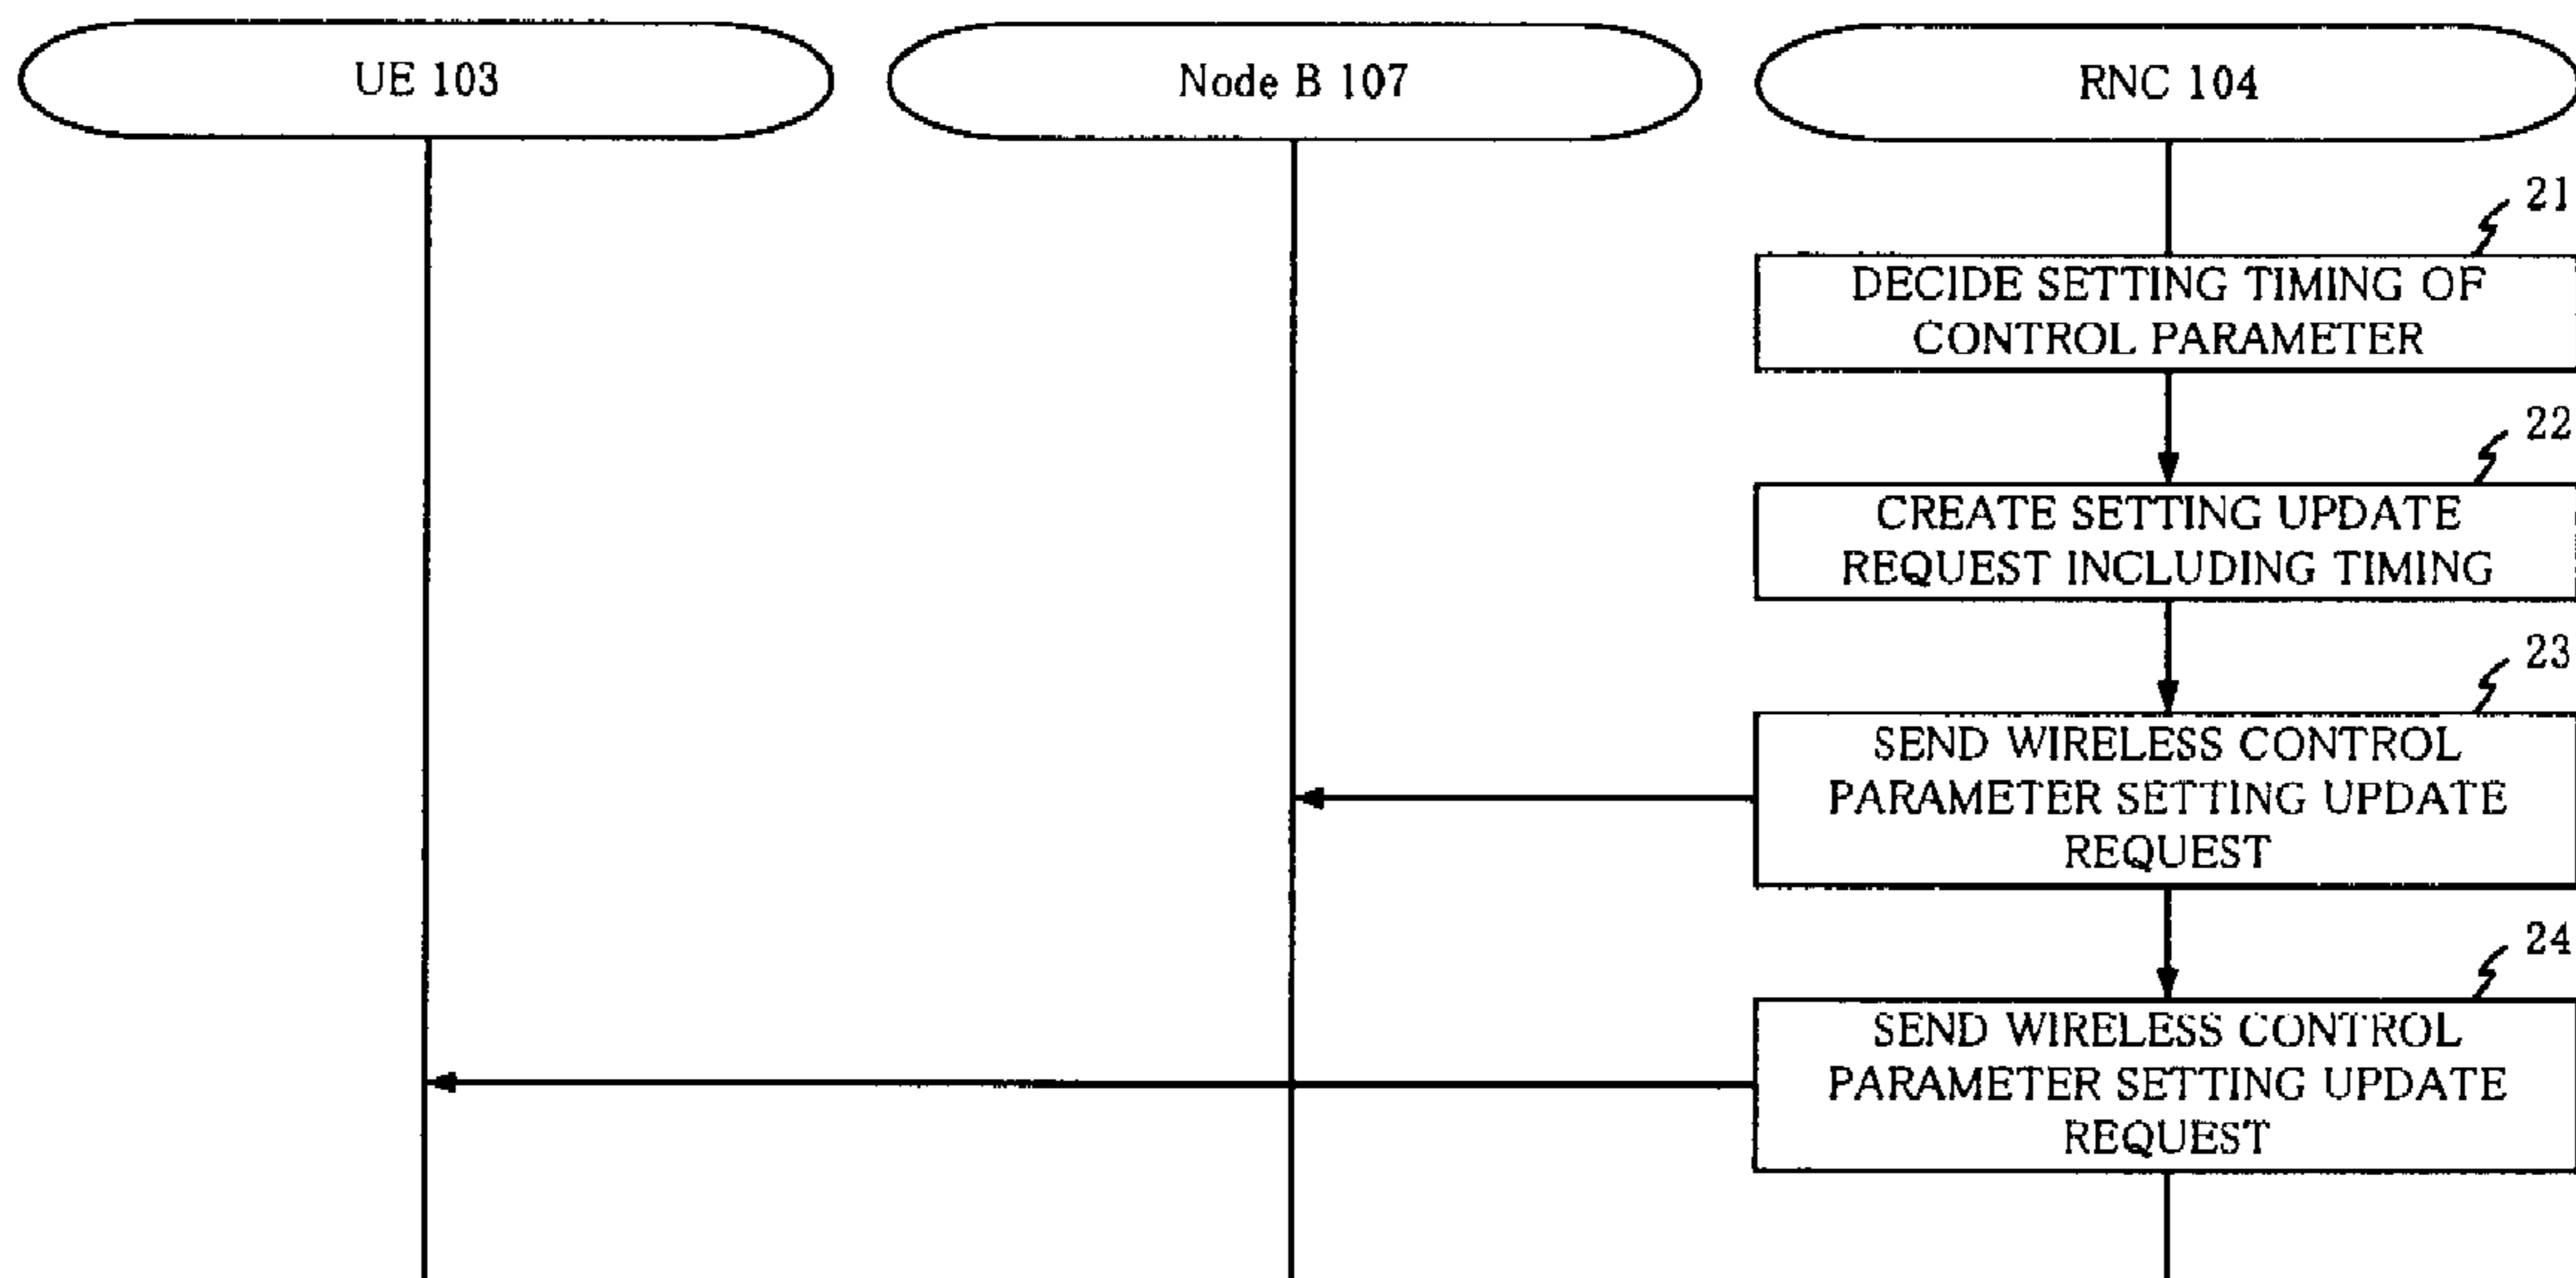 UE 103
Node B 107
RNC 104
21
DECIDE SETTING TIMING OF
CONTROL PARAMETER
22
CREATE SETTING UPDATE
REQUEST INCLUDING TIMING
23
SEND WIRELESS CONTROL
PARAMETER SETTING UPDATE
REQUEST
24
SEND WIRELESS CONTROL
PARAMETER SETTING UPDATE
REQUEST